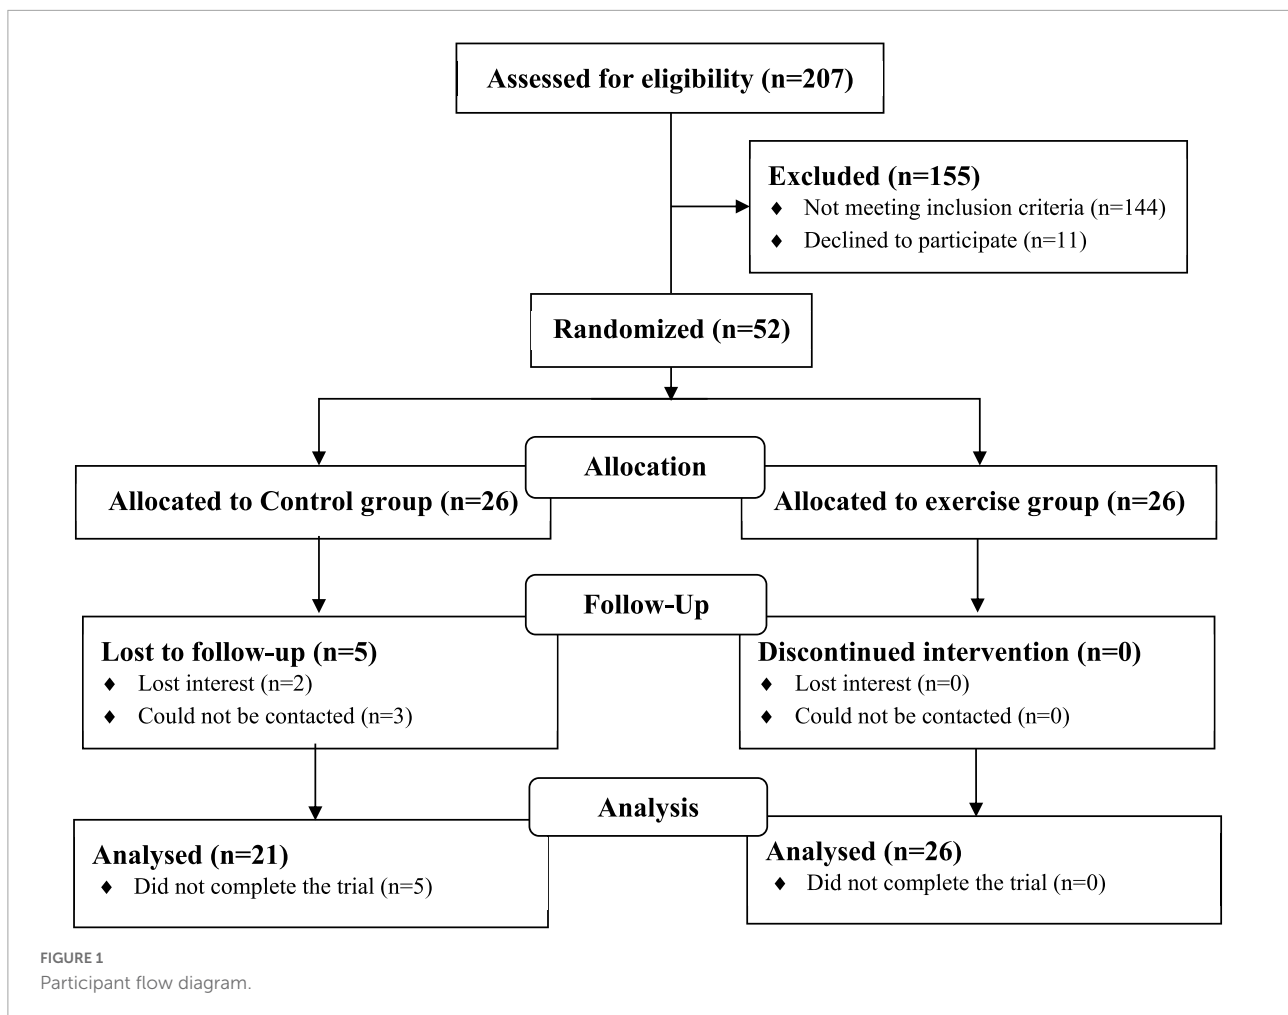 Assessed for eligibility (n=207)
Excluded (n=155)
♦ Not meeting inclusion criteria (n=144)
♦ Declined to participate (n=11)
Randomized (n=52)
Allocation
Allocated to Control group (n=26)
Allocated to exercise group (n=26)
Follow-Up
Lost to follow-up (n=5)
♦ Lost interest (n=2)
♦ Could not be contacted (n=3)
Discontinued intervention (n=0)
♦ Lost interest (n=0)
♦ Could not be contacted (n=0)
Analysis
Analysed (n=21)
♦ Did not complete the trial (n=5)
Analysed (n=26)
♦ Did not complete the trial (n=0)
FIGURE 1
Participant flow diagram.